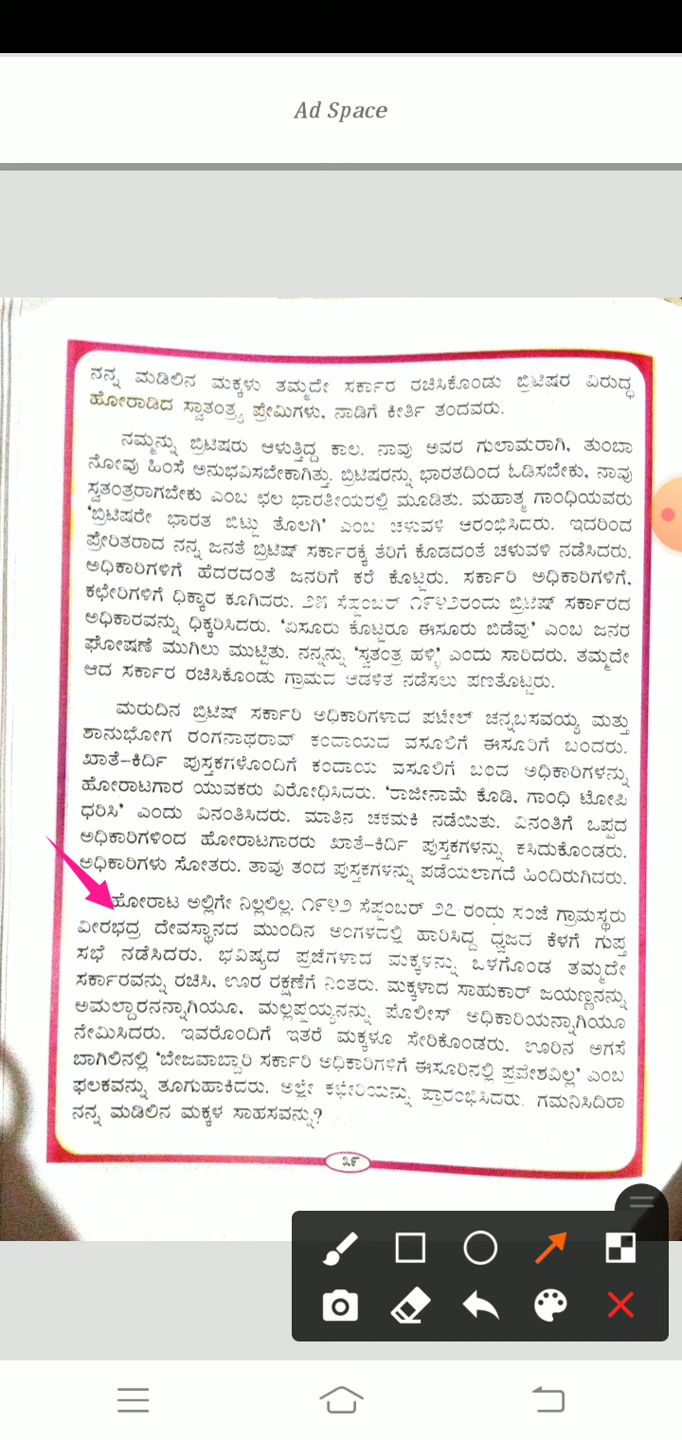 Ad Space
ನನ್ನ ಮಡಿಲಿನ ಮಕ್ಕಳು ತಮ್ಮದೇ ಸರ್ಕಾರ ರಚಿಸಿಕೊಂಡು ಬ್ರಿಟಿಷರ ವಿರುದ್ಧ
ಹೋರಾಡಿದ ಸ್ವಾತಂತ್ರ್ಯ ಪ್ರೇಮಿಗಳು, ನಾಡಿಗೆ ಕೀರ್ತಿ ತಂದವರು.
ನಮ್ಮನ್ನು ಬ್ರಿಟಿಷರು ಆಳುತ್ತಿದ್ದ ಕಾಲ. ನಾವು ಅವರ ಗುಲಾಮರಾಗಿ, ತುಂಬಾ
ನೋವು ಹಿಂಸೆ ಅನುಭವಿಸಬೇಕಾಗಿತ್ತು. ಬ್ರಿಟಿಷರನ್ನು ಭಾರತದಿಂದ ಓಡಿಸಬೇಕು, ನಾವು
ಸ್ವತಂತ್ರರಾಗಬೇಕು ಎಂಬ ಛಲ ಭಾರತೀಯರಲ್ಲಿ ಮೂಡಿತು. ಮಹಾತ್ಮ ಗಾಂಧಿಯವರು
‘ಬ್ರಿಟಿಷರೇ ಭಾರತ ಬಿಟ್ಟು ತೊಲಗಿ’ ಎಂಬ ಚಳುವಳಿ ಆರಂಭಿಸಿದರು. ಇದರಿಂದ
ಪ್ರೇರಿತರಾದ ನನ್ನ ಜನತೆ ಬ್ರಿಟಿಷ್ ಸರ್ಕಾರಕ್ಕೆ ತೆರಿಗೆ ಕೊಡದಂತೆ ಚಳುವಳಿ ನಡೆಸಿದರು.
ಅಧಿಕಾರಿಗಳಿಗೆ ಹೆದರದಂತೆ ಜನರಿಗೆ ಕರೆ ಕೊಟ್ಟರು. ಸರ್ಕಾರಿ ಅಧಿಕಾರಿಗಳಿಗೆ,
ಕಛೇರಿಗಳಿಗೆ ಧಿಕ್ಕಾರ ಕೂಗಿದರು. ೨೫ ಸೆಪ್ಟಂಬರ್ ೧೯೪೨ರಂದು ಬ್ರಿಟಿಷ್ ಸರ್ಕಾರದ
ಅಧಿಕಾರವನ್ನು ಧಿಕ್ಕರಿಸಿದರು. ‘ಏಸೂರು ಕೊಟ್ಟರೂ ಈಸೂರು ಬಿಡೆವು’ ಎಂಬ ಜನರ
ಘೋಷಣೆ ಮುಗಿಲು ಮುಟ್ಟಿತು. ನನ್ನನ್ನು ‘ಸ್ವತಂತ್ರ ಹಳ್ಳಿ’ ಎಂದು ಸಾರಿದರು. ತಮ್ಮದೇ
ಆದ ಸರ್ಕಾರ ರಚಿಸಿಕೊಂಡು ಗ್ರಾಮದ ಆಡಳಿತ ನಡೆಸಲು ಪಣತೊಟ್ಟರು.
ಮರುದಿನ ಬ್ರಿಟಿಷ್ ಸರ್ಕಾರಿ ಅಧಿಕಾರಿಗಳಾದ ಪಟೇಲ್ ಚನ್ನಬಸವಯ್ಯ ಮತ್ತು
ಶಾನುಭೋಗ ರಂಗನಾಥರಾವ್ ಕಂದಾಯದ ವಸೂಲಿಗೆ ಈಸೂರಿಗೆ ಬಂದರು.
ಖಾತೆ–ಕಿರ್ದಿ ಪುಸ್ತಕಗಳೊಂದಿಗೆ ಕಂದಾಯ ವಸೂಲಿಗೆ ಬಂದ ಅಧಿಕಾರಿಗಳನ್ನು
ಹೋರಾಟಗಾರ ಯುವಕರು ವಿರೋಧಿಸಿದರು. ‘ರಾಜೀನಾಮೆ ಕೊಡಿ, ಗಾಂಧಿ ಟೋಪಿ
ಧರಿಸಿ’ ಎಂದು ವಿನಂತಿಸಿದರು. ಮಾತಿನ ಚಕಮಕಿ ನಡೆಯಿತು. ವಿನಂತಿಗೆ ಒಪ್ಪದ
ಅಧಿಕಾರಿಗಳಿಂದ ಹೋರಾಟಗಾರರು ಖಾತೆ–ಕಿರ್ದಿ ಪುಸ್ತಕಗಳನ್ನು ಕಸಿದುಕೊಂಡರು.
ಅಧಿಕಾರಿಗಳು ಸೋತರು. ತಾವು ತಂದ ಪುಸ್ತಕಗಳನ್ನು ಪಡೆಯಲಾಗದೆ ಹಿಂದಿರುಗಿದರು.
ಹೋರಾಟ ಅಲ್ಲಿಗೇ ನಿಲ್ಲಲಿಲ್ಲ. ೧೯೪೨ ಸೆಪ್ಟಂಬರ್ ೨೭ ರಂದು ಸಂಜೆ ಗ್ರಾಮಸ್ಥರು
ವೀರಭದ್ರ ದೇವಸ್ಥಾನದ ಮುಂದಿನ ಅಂಗಳದಲ್ಲಿ ಹಾರಿಸಿದ್ದ ಧ್ವಜದ ಕೆಳಗೆ ಗುಪ್ತ
ಸಭೆ ನಡೆಸಿದರು. ಭವಿಷ್ಯದ ಪ್ರಜೆಗಳಾದ ಮಕ್ಕಳನ್ನು ಒಳಗೊಂಡ ತಮ್ಮದೇ
ಸರ್ಕಾರವನ್ನು ರಚಿಸಿ, ಊರ ರಕ್ಷಣೆಗೆ ನಿಂತರು. ಮಕ್ಕಳಾದ ಸಾಹುಕಾರ್ ಜಯಣ್ಣನನ್ನು
ಅಮಲ್ದಾರನನ್ನಾಗಿಯೂ, ಮಲ್ಲಪ್ಪಯ್ಯನನ್ನು ಪೊಲೀಸ್ ಅಧಿಕಾರಿಯನ್ನಾಗಿಯೂ
ನೇಮಿಸಿದರು. ಇವರೊಂದಿಗೆ ಇತರೆ ಮಕ್ಕಳೂ ಸೇರಿಕೊಂಡರು. ಊರಿನ ಅಗಸೆ
ಬಾಗಿಲಿನಲ್ಲಿ ‘ಬೇಜವಾಬ್ದಾರಿ ಸರ್ಕಾರಿ ಅಧಿಕಾರಿಗಳಿಗೆ ಈಸೂರಿನಲ್ಲಿ ಪ್ರವೇಶವಿಲ್ಲ’ ಎಂಬ
ಫಲಕವನ್ನು ತೂಗುಹಾಕಿದರು. ಅಲ್ಲೇ ಕಛೇರಿಯನ್ನು ಪ್ರಾರಂಭಿಸಿದರು. ಗಮನಿಸಿದಿರಾ
ನನ್ನ ಮಡಿಲಿನ ಮಕ್ಕಳ ಸಾಹಸವನ್ನು?
೩೯